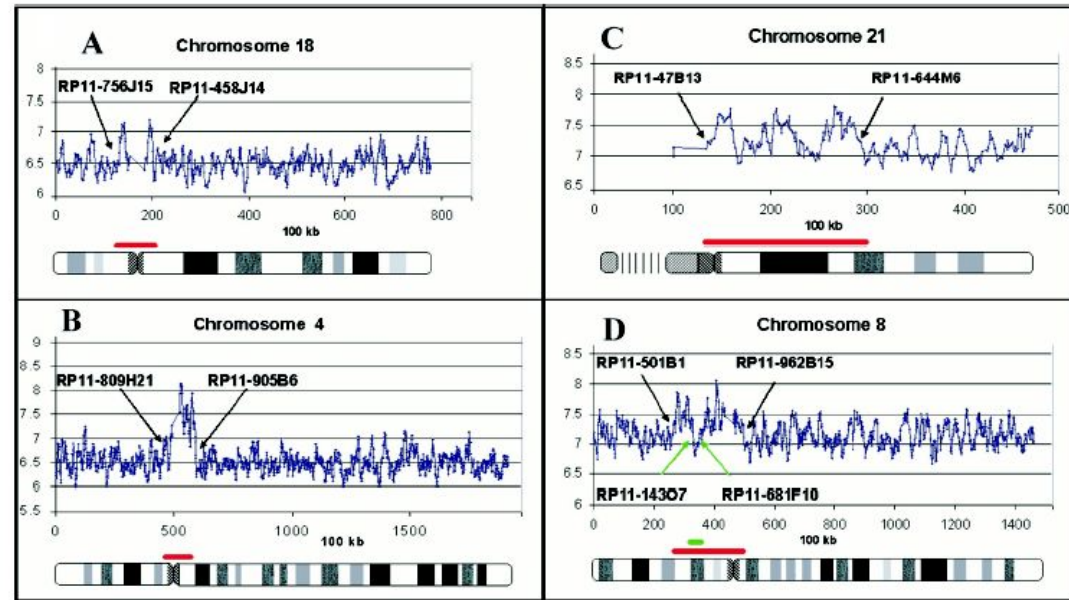 A
Chromosome 18
8
7.5
7
6.5
6
RP11-756J15
RP11-458J14
0
200
400
600
800
100 kb
C
Chromosome 21
8.5
8
7.5
7
6.5
RP11-47B13
RP11-644M6
0
100
200
300
400
500
100 kb
B
Chromosome 4
9
8.5
8
7.5
7
6.5
6
5.5
RP11-809H21
RP11-905B6
0
500
1000
1500
100 kb
D
Chromosome 8
8.5
8
7.5
7
6.5
6
RP11-501B1
RP11-962B15
RP11-143O7
RP11-681F10
0
200
400
600
800
1000
1200
1400
100 kb